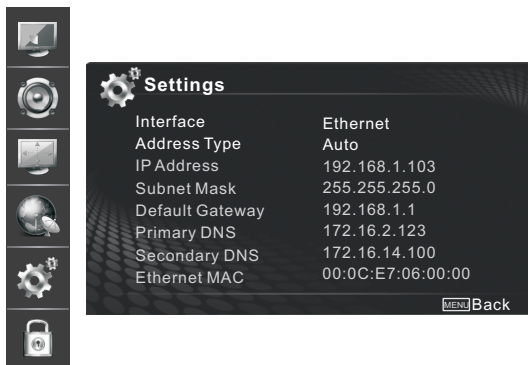 Settings
Interface Ethernet
Address Type Auto
IP Address 192.168.1.103
Subnet Mask 255.255.255.0
Default Gateway 192.168.1.1
Primary DNS 172.16.2.123
Secondary DNS 172.16.14.100
Ethernet MAC 00:0C:E7:06:00:00
MENU Back